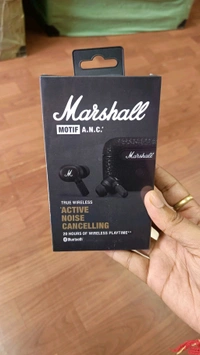 Marshall
MOTIF A.N.C.*
Marshall
TRUE WIRELESS
ACTIVE
NOISE
CANCELLING
20 HOURS OF WIRELESS PLAYTIME**
Bluetooth